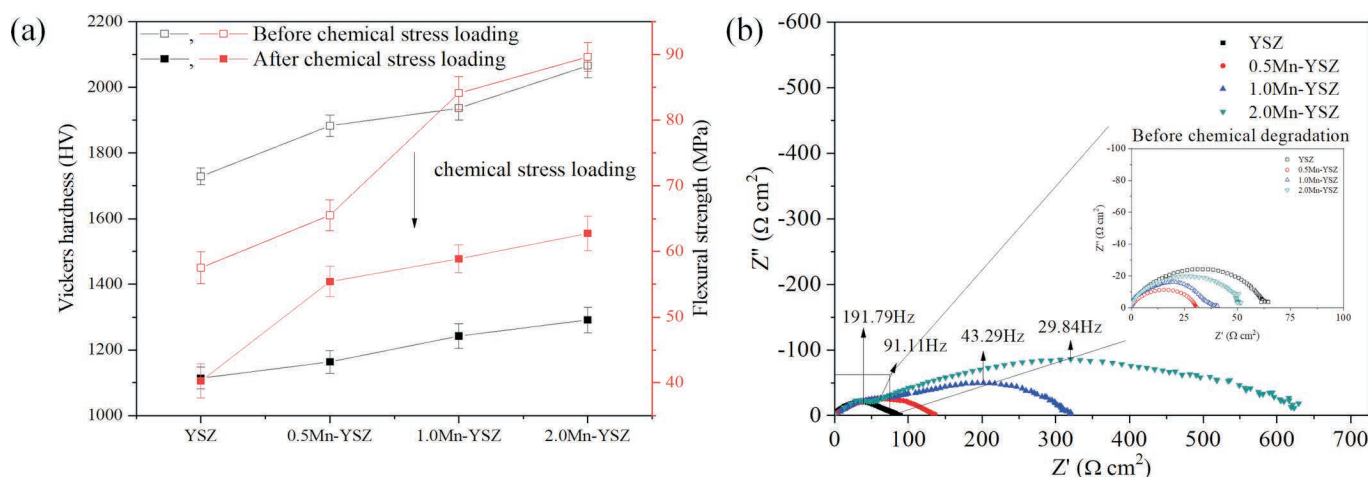 (a)
2200
2000
1800
1600
1400
1200
1000
Vickers hardness (HV)
, Before chemical stress loading
, After chemical stress loading
chemical stress loading
YSZ 0.5Mn-YSZ 1.0Mn-YSZ 2.0Mn-YSZ
90
80
70
60
50
40
Flexural strength (MPa)
(b)
-600
-500
-400
-300
-200
-100
0
Z'' (Ω cm²)
YSZ
0.5Mn-YSZ
1.0Mn-YSZ
2.0Mn-YSZ
Before chemical degradation
-100
-80
-60
-40
-20
0
Z'' (Ω cm²)
YSZ
0.5Mn-YSZ
1.0Mn-YSZ
2.0Mn-YSZ
0 25 50 75 100
Z' (Ω cm²)
191.79Hz
91.11Hz
43.29Hz
29.84Hz
0 100 200 300 400 500 600 700
Z' (Ω cm²)